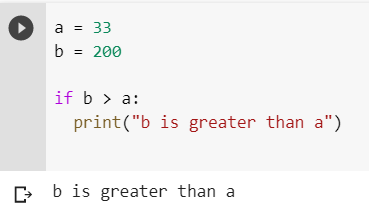 a = 33
b = 200
if b > a:
  print("b is greater than a")
b is greater than a